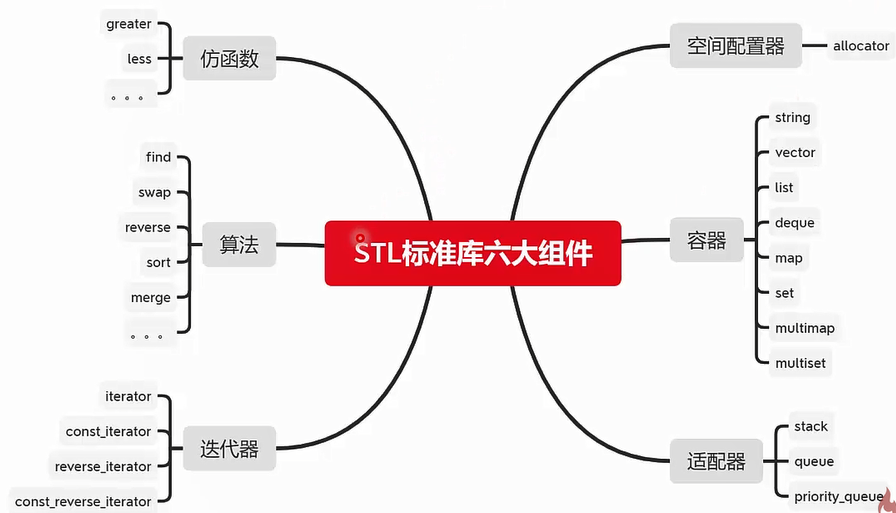 STL标准库六大组件
仿函数
greater
less
。。。
算法
find
swap
reverse
sort
merge
。。。
迭代器
iterator
const_iterator
reverse_iterator
const_reverse_iterator
空间配置器
allocator
容器
string
vector
list
deque
map
set
multimap
multiset
适配器
stack
queue
priority_queue